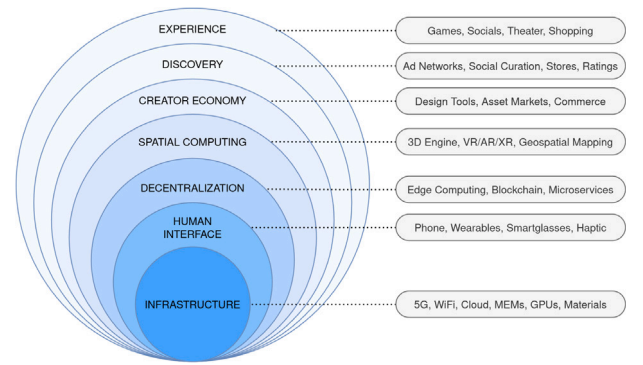 EXPERIENCE
Games, Socials, Theater, Shopping
DISCOVERY
Ad Networks, Social Curation, Stores, Ratings
CREATOR ECONOMY
Design Tools, Asset Markets, Commerce
SPATIAL COMPUTING
3D Engine, VR/AR/XR, Geospatial Mapping
DECENTRALIZATION
Edge Computing, Blockchain, Microservices
HUMAN
INTERFACE
Phone, Wearables, Smartglasses, Haptic
INFRASTRUCTURE
5G, WiFi, Cloud, MEMs, GPUs, Materials